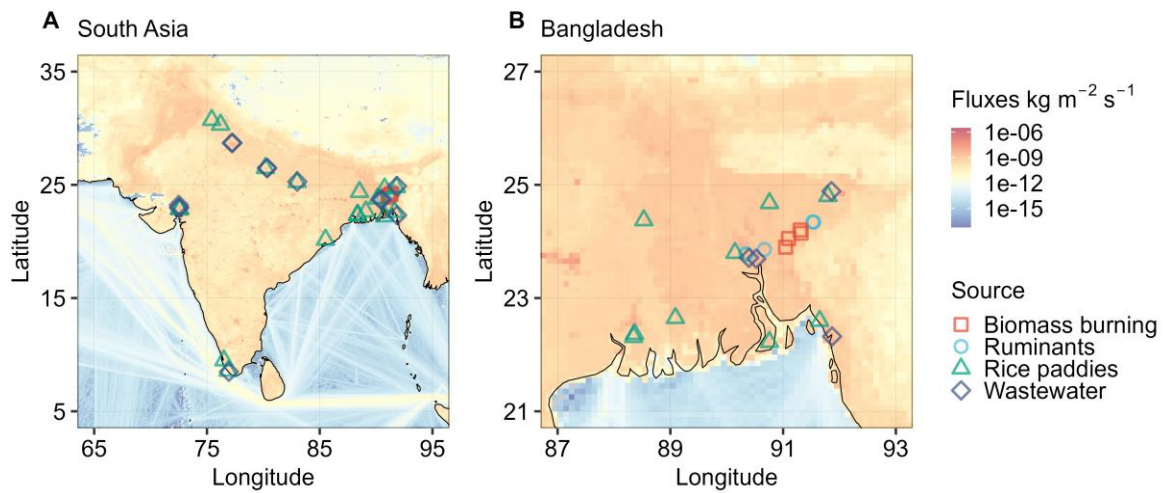 A South Asia
B Bangladesh
35
25
15
5
Latitude
65 75 85 95
Longitude
27
25
23
21
Latitude
87 89 91 93
Longitude
Fluxes kg m⁻² s⁻¹
1e-06
1e-09
1e-12
1e-15
Source
Biomass burning
Ruminants
Rice paddies
Wastewater